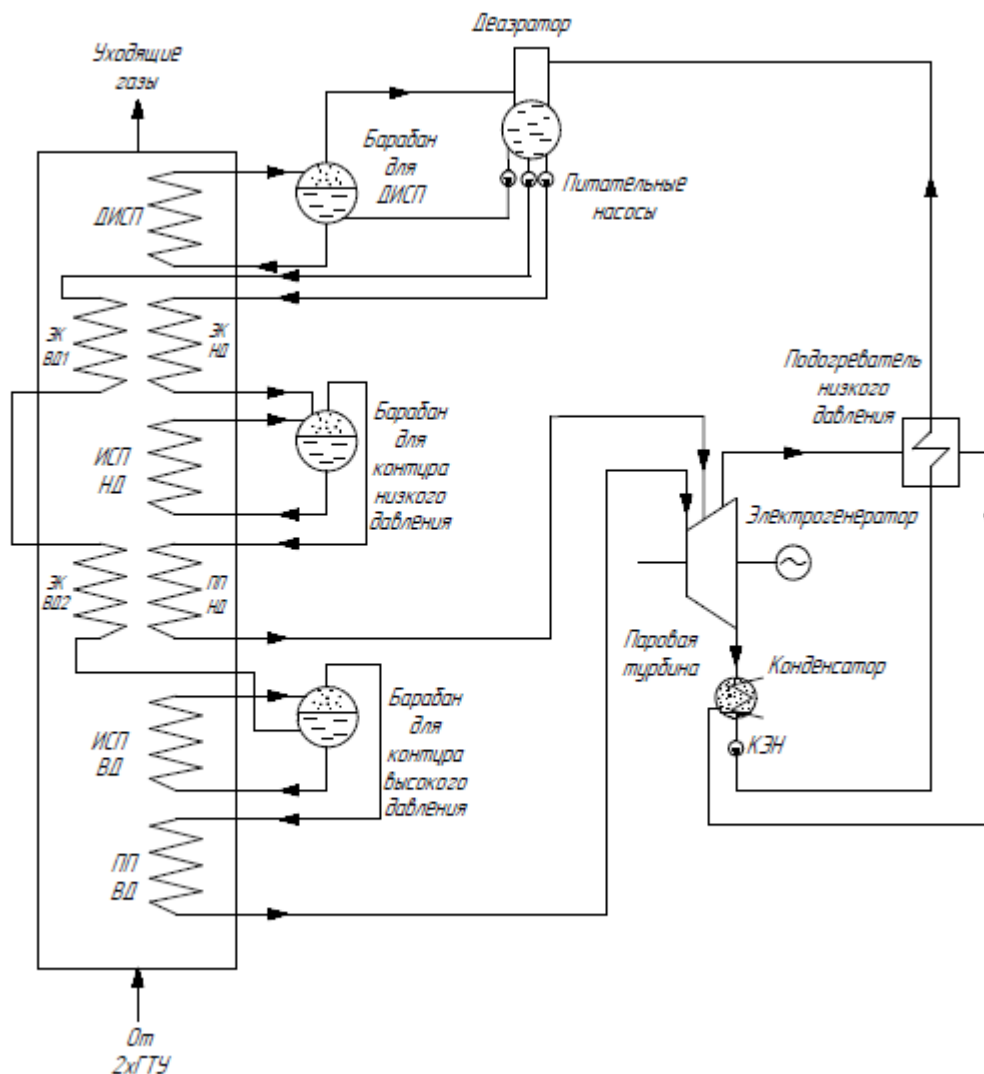 Деаэратор
Уходящие
газы
Барабан
для
ДИСП
Питательные
насосы
ДИСП
ЭК
ВД1
ЭК
НД
Подогреватель
низкого
давления
Барабан
для
контура
низкого
давления
ИСП
НД
Электрогенератор
ЭК
ВД2
ПП
НД
Паровая
турбина
Конденсатор
Барабан
для
контура
высокого
давления
ИСП
ВД
КЭН
ПП
ВД
От
2хГТУ